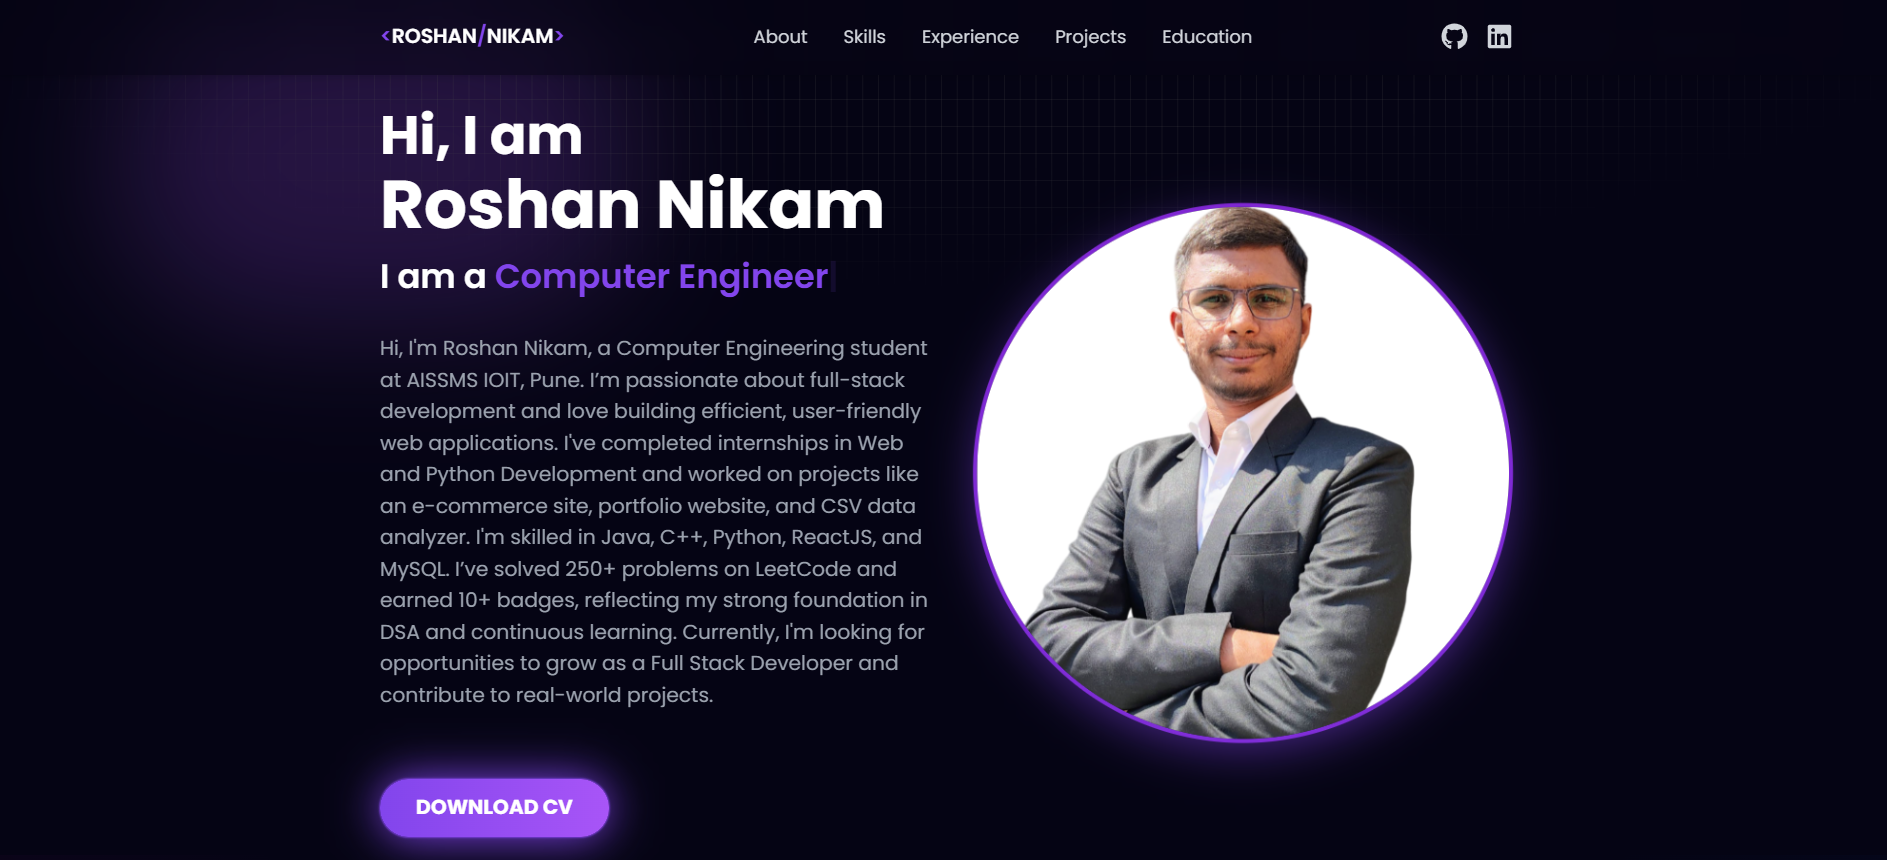 <ROSHAN/NIKAM>
About Skills Experience Projects Education
in
Hi, I am
Roshan Nikam
I am a Computer Engineer
Hi, I'm Roshan Nikam, a Computer Engineering student
at AISSMS IOIT, Pune. I’m passionate about full-stack
development and love building efficient, user-friendly
web applications. I've completed internships in Web
and Python Development and worked on projects like
an e-commerce site, portfolio website, and CSV data
analyzer. I'm skilled in Java, C++, Python, ReactJS, and
MySQL. I’ve solved 250+ problems on LeetCode and
earned 10+ badges, reflecting my strong foundation in
DSA and continuous learning. Currently, I'm looking for
opportunities to grow as a Full Stack Developer and
contribute to real-world projects.
DOWNLOAD CV